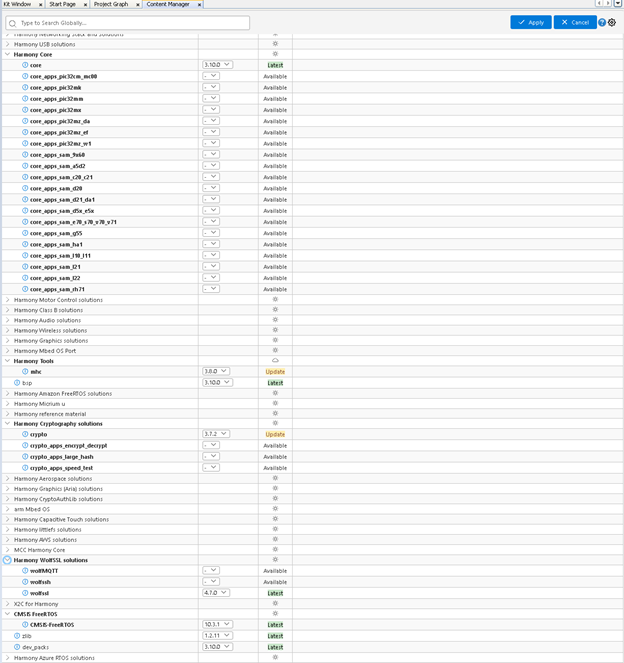 Kit Window × Start Page × Project Graph × Content Manager ×
Type to Search Globally...
Apply
Cancel
Harmony Networking Stack and Solutions
Harmony USB solutions
Harmony Core
core 3.10.0 Latest
core_apps_pic32cm_mc00 - Available
core_apps_pic32mk - Available
core_apps_pic32mm - Available
core_apps_pic32mx - Available
core_apps_pic32mz_da - Available
core_apps_pic32mz_ef - Available
core_apps_pic32mz_w1 - Available
core_apps_sam_9x60 - Available
core_apps_sam_a5d2 - Available
core_apps_sam_c20_c21 - Available
core_apps_sam_d20 - Available
core_apps_sam_d21_da1 - Available
core_apps_sam_d5x_e5x - Available
core_apps_sam_e70_s70_v70_v71 - Available
core_apps_sam_g55 - Available
core_apps_sam_ha1 - Available
core_apps_sam_l10_l11 - Available
core_apps_sam_l21 - Available
core_apps_sam_l22 - Available
core_apps_sam_rh71 - Available
Harmony Motor Control solutions
Harmony Class B solutions
Harmony Audio solutions
Harmony Wireless solutions
Harmony Graphics solutions
Harmony Mbed OS Port
Harmony Tools
mhc 3.8.0 Update
bsp 3.10.0 Latest
Harmony Amazon FreeRTOS solutions
Harmony Micrium u
Harmony reference material
Harmony Cryptography solutions
crypto 3.7.2 Update
crypto_apps_encrypt_decrypt - Available
crypto_apps_large_hash - Available
crypto_apps_speed_test - Available
Harmony Aerospace solutions
Harmony Graphics (Aria) solutions
Harmony CryptoAuthLib solutions
arm Mbed OS
Harmony Capacitive Touch solutions
Harmony littlefs solutions
Harmony AWS solutions
MCC Harmony Core
Harmony WolfSSL solutions
wolfMQTT - Available
wolfssh - Available
wolfssl 4.7.0 Latest
X2C for Harmony
CMSIS FreeRTOS
CMSIS-FreeRTOS 10.3.1 Latest
zlib 1.2.11 Latest
dev_packs 3.10.0 Latest
Harmony Azure RTOS solutions